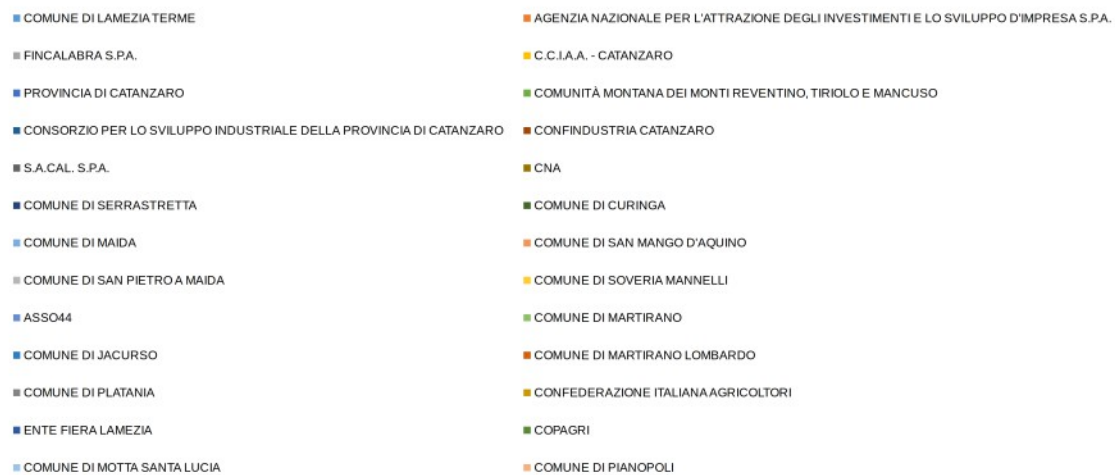 COMUNE DI LAMEZIA TERME
AGENZIA NAZIONALE PER L'ATTRAZIONE DEGLI INVESTIMENTI E LO SVILUPPO D'IMPRESA S.P.A.
FINCALABRA S.P.A.
C.C.I.A.A. - CATANZARO
PROVINCIA DI CATANZARO
COMUNITÀ MONTANA DEI MONTI REVENTINO, TIRIOLO E MANCUSO
CONSORZIO PER LO SVILUPPO INDUSTRIALE DELLA PROVINCIA DI CATANZARO
CONFINDUSTRIA CATANZARO
S.A.CAL. S.P.A.
CNA
COMUNE DI SERRASTRETTA
COMUNE DI CURINGA
COMUNE DI MAIDA
COMUNE DI SAN MANGO D'AQUINO
COMUNE DI SAN PIETRO A MAIDA
COMUNE DI SOVERIA MANNELLI
ASSO44
COMUNE DI MARTIRANO
COMUNE DI JACURSO
COMUNE DI MARTIRANO LOMBARDO
COMUNE DI PLATANIA
CONFEDERAZIONE ITALIANA AGRICOLTORI
ENTE FIERA LAMEZIA
COPAGRI
COMUNE DI MOTTA SANTA LUCIA
COMUNE DI PIANOPOLI